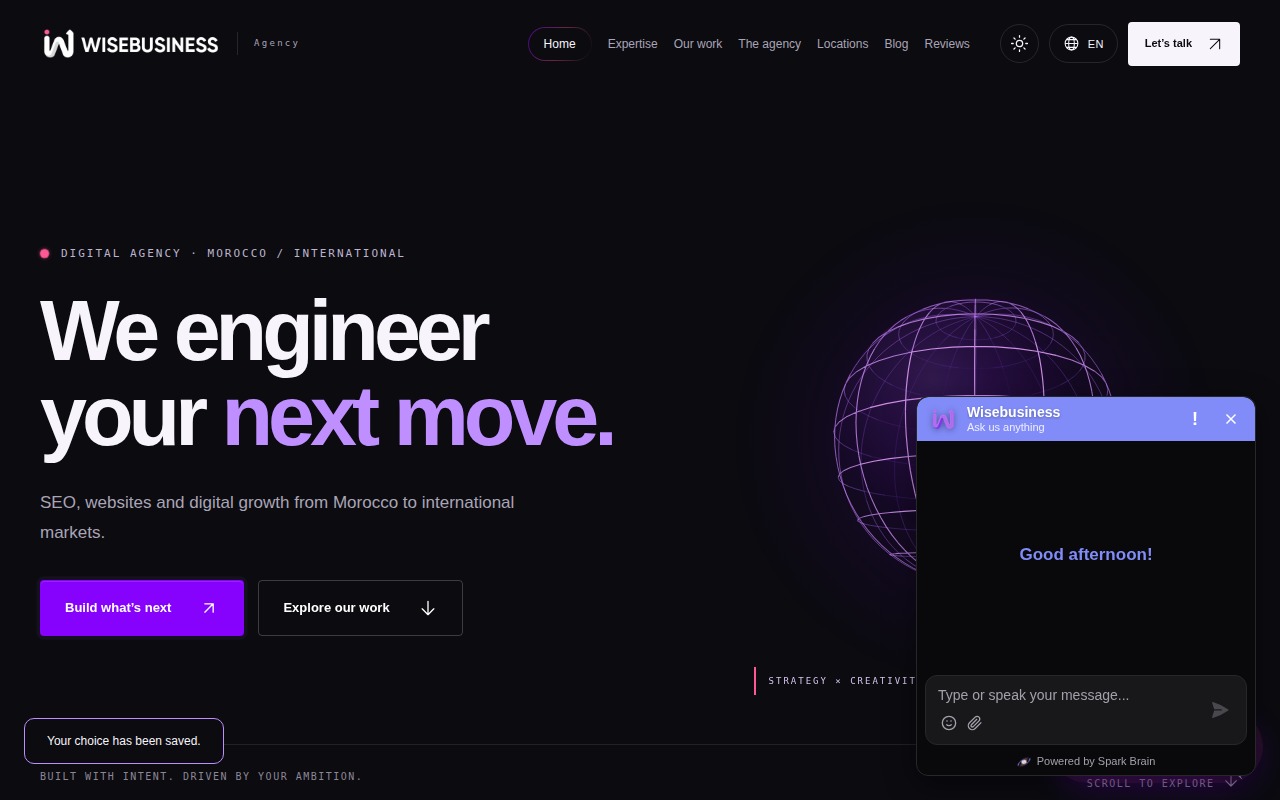 WISEBUSINESS
Agency
Home
Expertise
Our work
The agency
Locations
Blog
Reviews
EN
Let's talk
DIGITAL AGENCY · MOROCCO / INTERNATIONAL
We engineer
your next move.
SEO, websites and digital growth from Morocco to international
markets.
Build what's next
Explore our work
STRATEGY × CREATIVIT
Wisebusiness
Ask us anything
!
Good afternoon!
Type or speak your message...
Powered by Spark Brain
Your choice has been saved.
BUILT WITH INTENT. DRIVEN BY YOUR AMBITION.
SCROLL TO EXPLORE